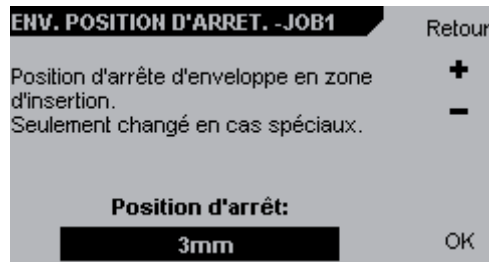 ENV. POSITION D'ARRET. -JOB1
Retour
Position d'arrête d'enveloppe en zone
d'insertion.
Seulement changé en cas spéciaux.
+
-
Position d'arrêt:
3mm
OK